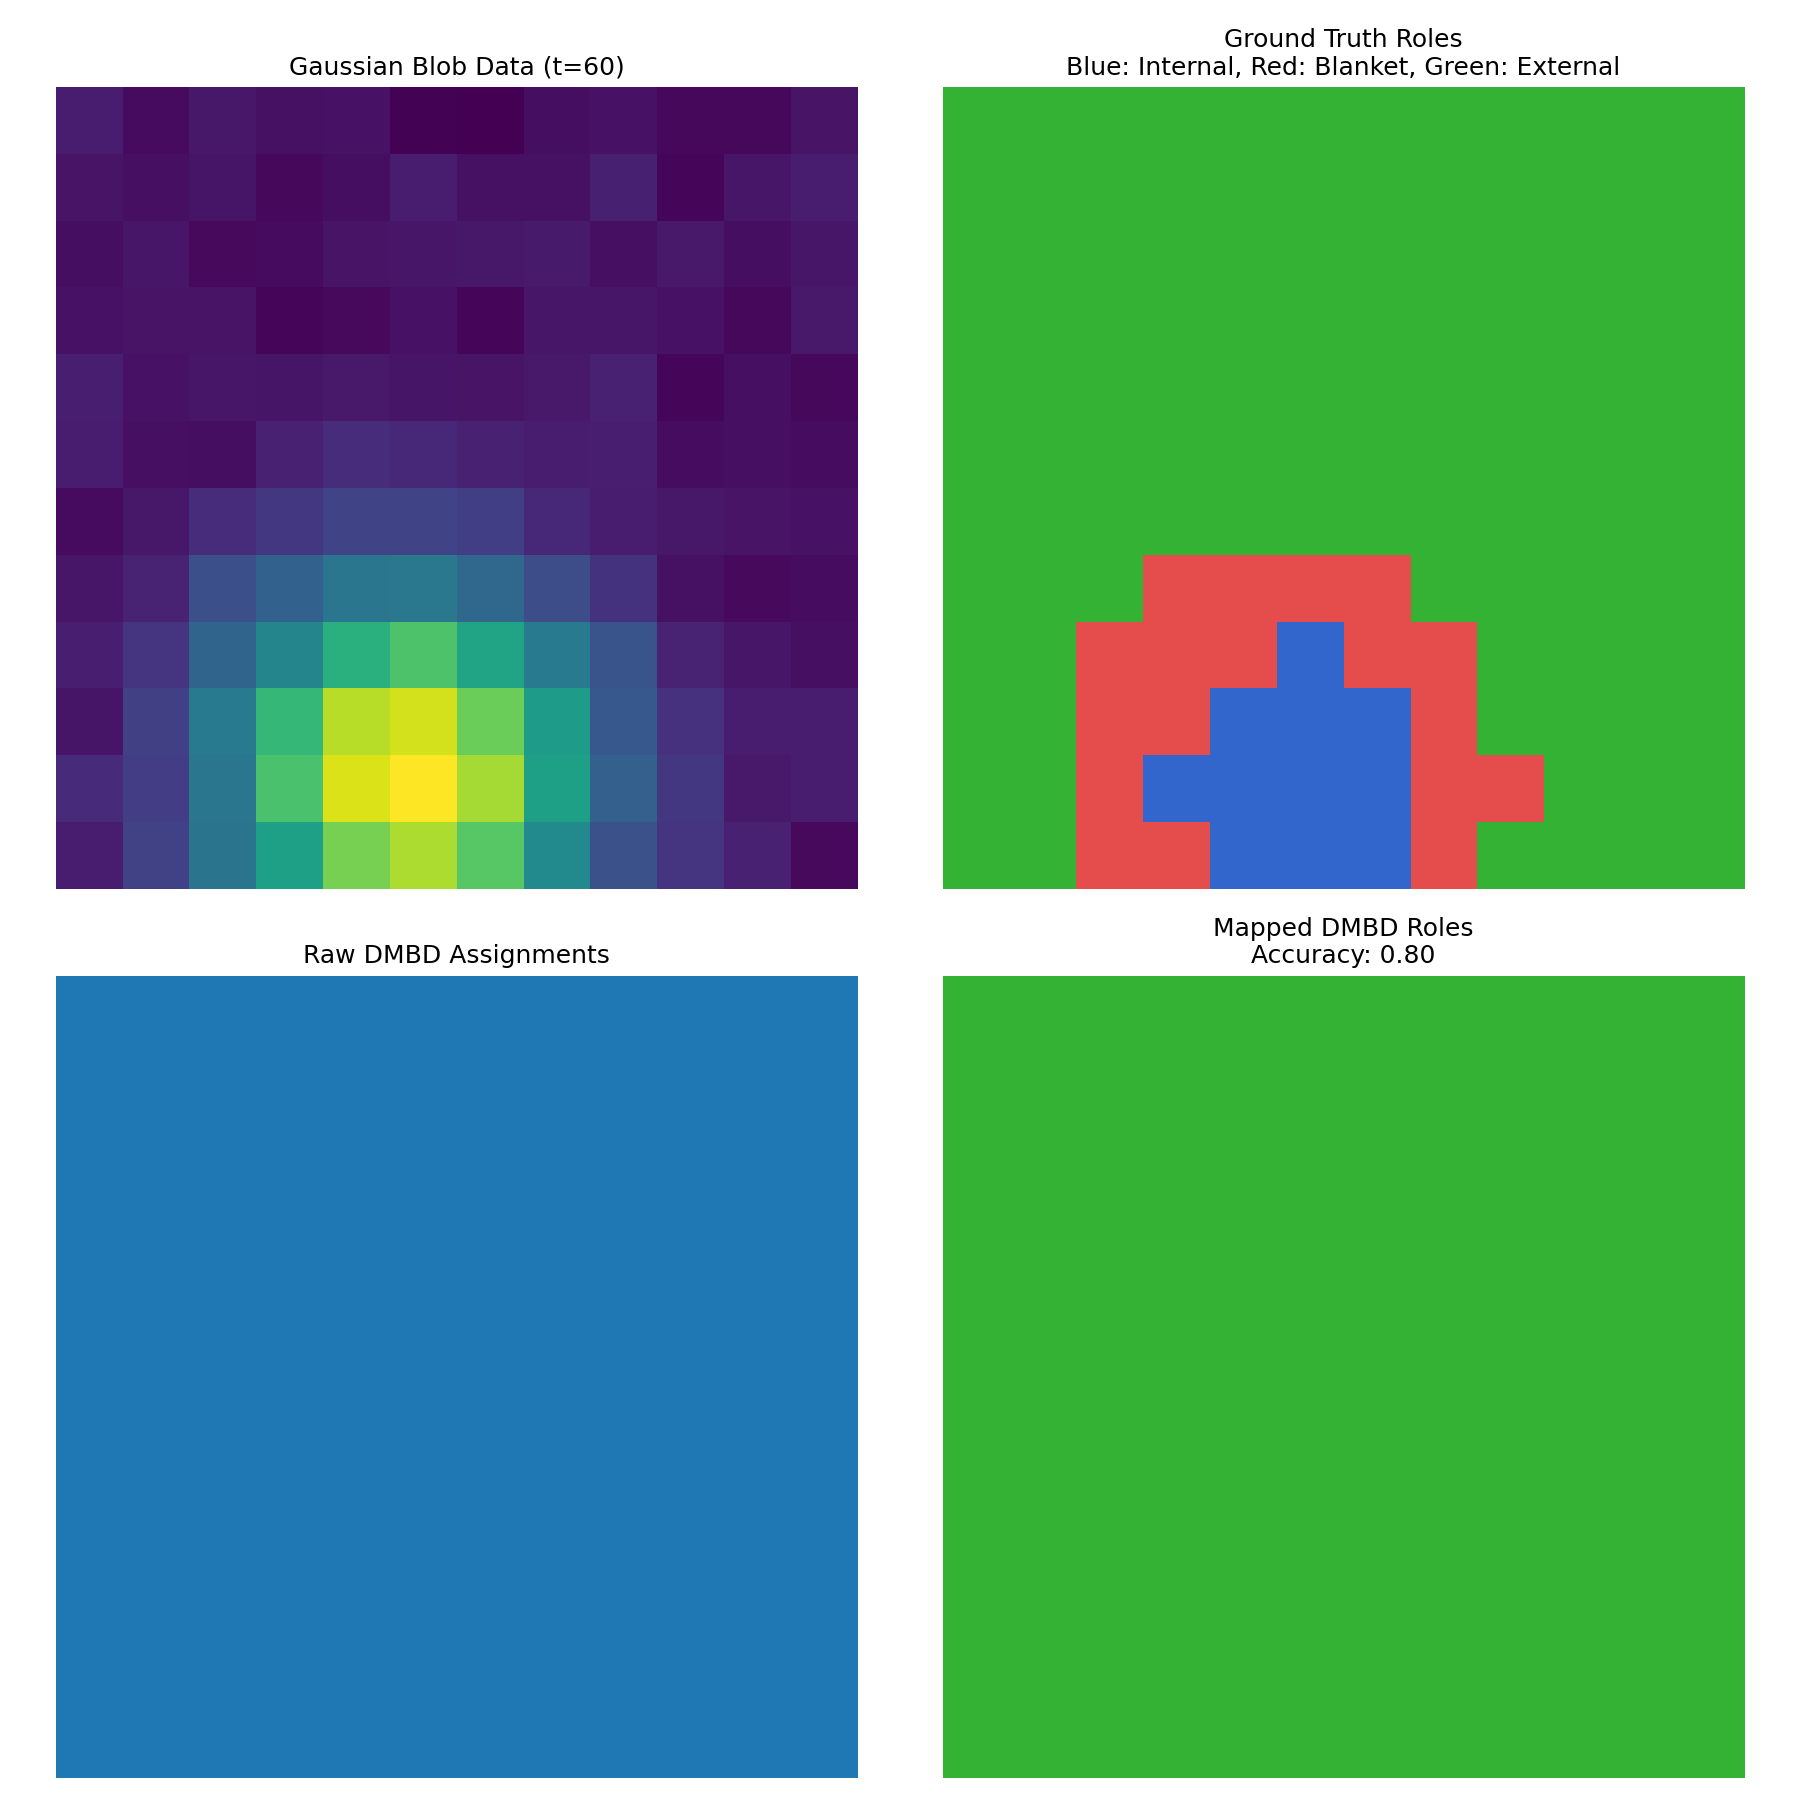 Gaussian Blob Data (t=60)
Ground Truth Roles
Blue: Internal, Red: Blanket, Green: External
Raw DMBD Assignments
Mapped DMBD Roles
Accuracy: 0.80